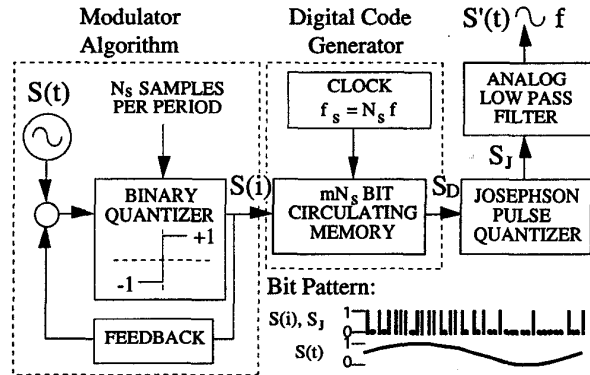 Modulator
Algorithm
Digital Code
Generator
S'(t) f
S(t)
N_S SAMPLES
PER PERIOD
CLOCK
f_s = N_s f
ANALOG
LOW PASS
FILTER
S_J
BINARY
QUANTIZER
+1
-1
S(i)
mN_s BIT
CIRCULATING
MEMORY
S_D
JOSEPHSON
PULSE
QUANTIZER
FEEDBACK
Bit Pattern:
S(i), S_J
1
0
S(t)
1
0